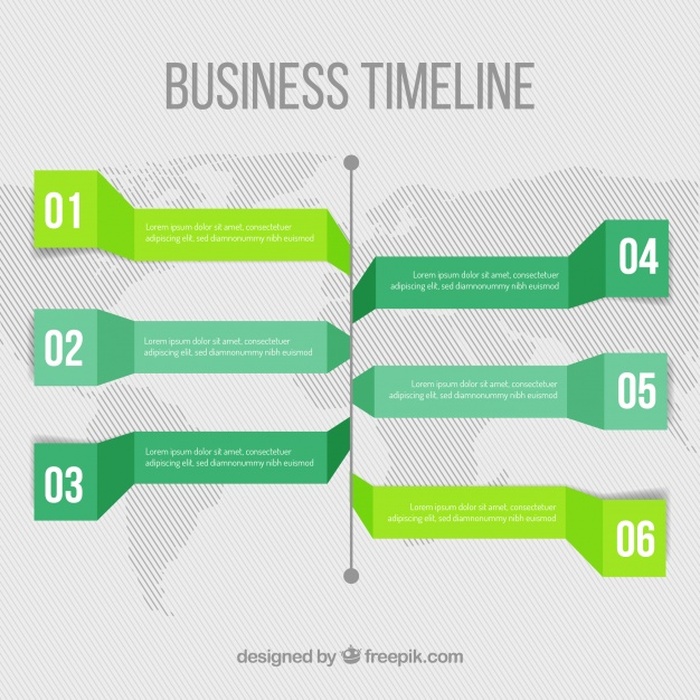 BUSINESS TIMELINE
01
Lorem ipsum dolor sit amet, consectetuer
adipiscing elit, sed diamnonummy nibh euismod
02
Lorem ipsum dolor sit amet, consectetuer
adipiscing elit, sed diamnonummy nibh euismod
03
Lorem ipsum dolor sit amet, consectetuer
adipiscing elit, sed diamnonummy nibh euismod
04
Lorem ipsum dolor sit amet, consectetuer
adipiscing elit, sed diamnonummy nibh euismod
05
Lorem ipsum dolor sit amet, consectetuer
adipiscing elit, sed diamnonummy nibh euismod
06
Lorem ipsum dolor sit amet, consectetuer
adipiscing elit, sed diamnonummy nibh euismod
designed by freepik.com